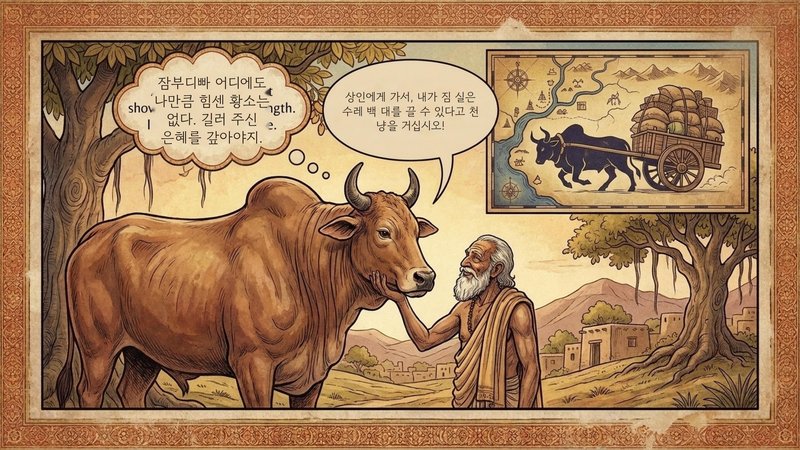 잠부디빠 어디에도
나만큼 힘센 황소는
없다. 길러 주신
은혜를 갚아야지.
상인에게 가서, 내가 짐 실은
수레 백 대를 끌 수 있다고 천
냥을 거십시오!